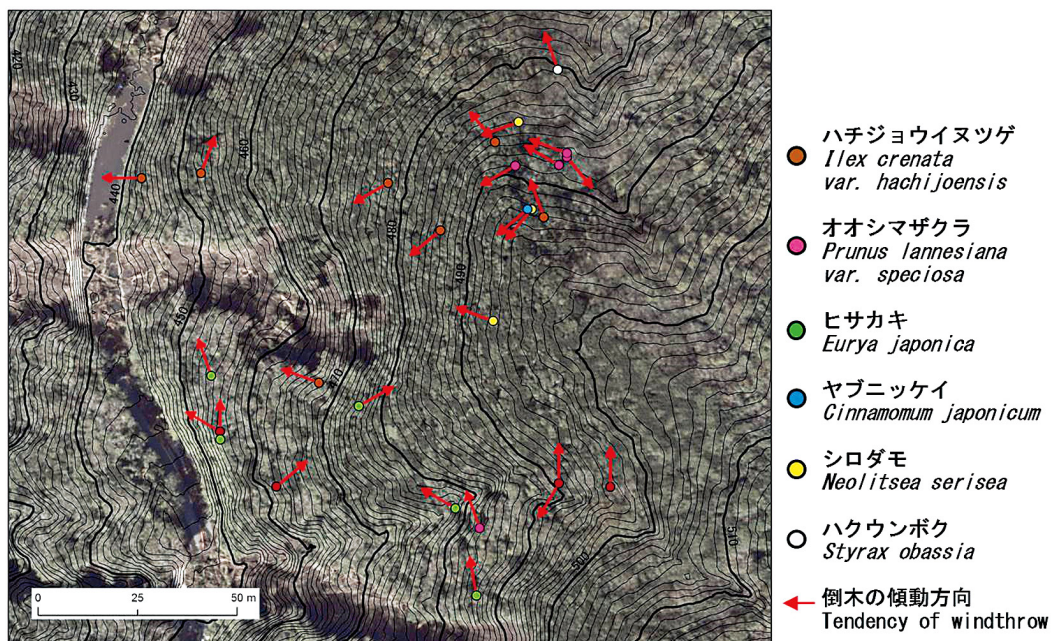 420
430
440
450
460
470
480
490
500
510
0 25 50 m
ハチジョウイヌツゲ
Ilex crenata
var. hachijoensis
オオシマザクラ
Prunus lannesiana
var. speciosa
ヒサカキ
Eurya japonica
ヤブニッケイ
Cinnamomum japonicum
シロダモ
Neolitsea serisea
ハクウンボク
Styrax obassia
倒木の傾動方向
Tendency of windthrow